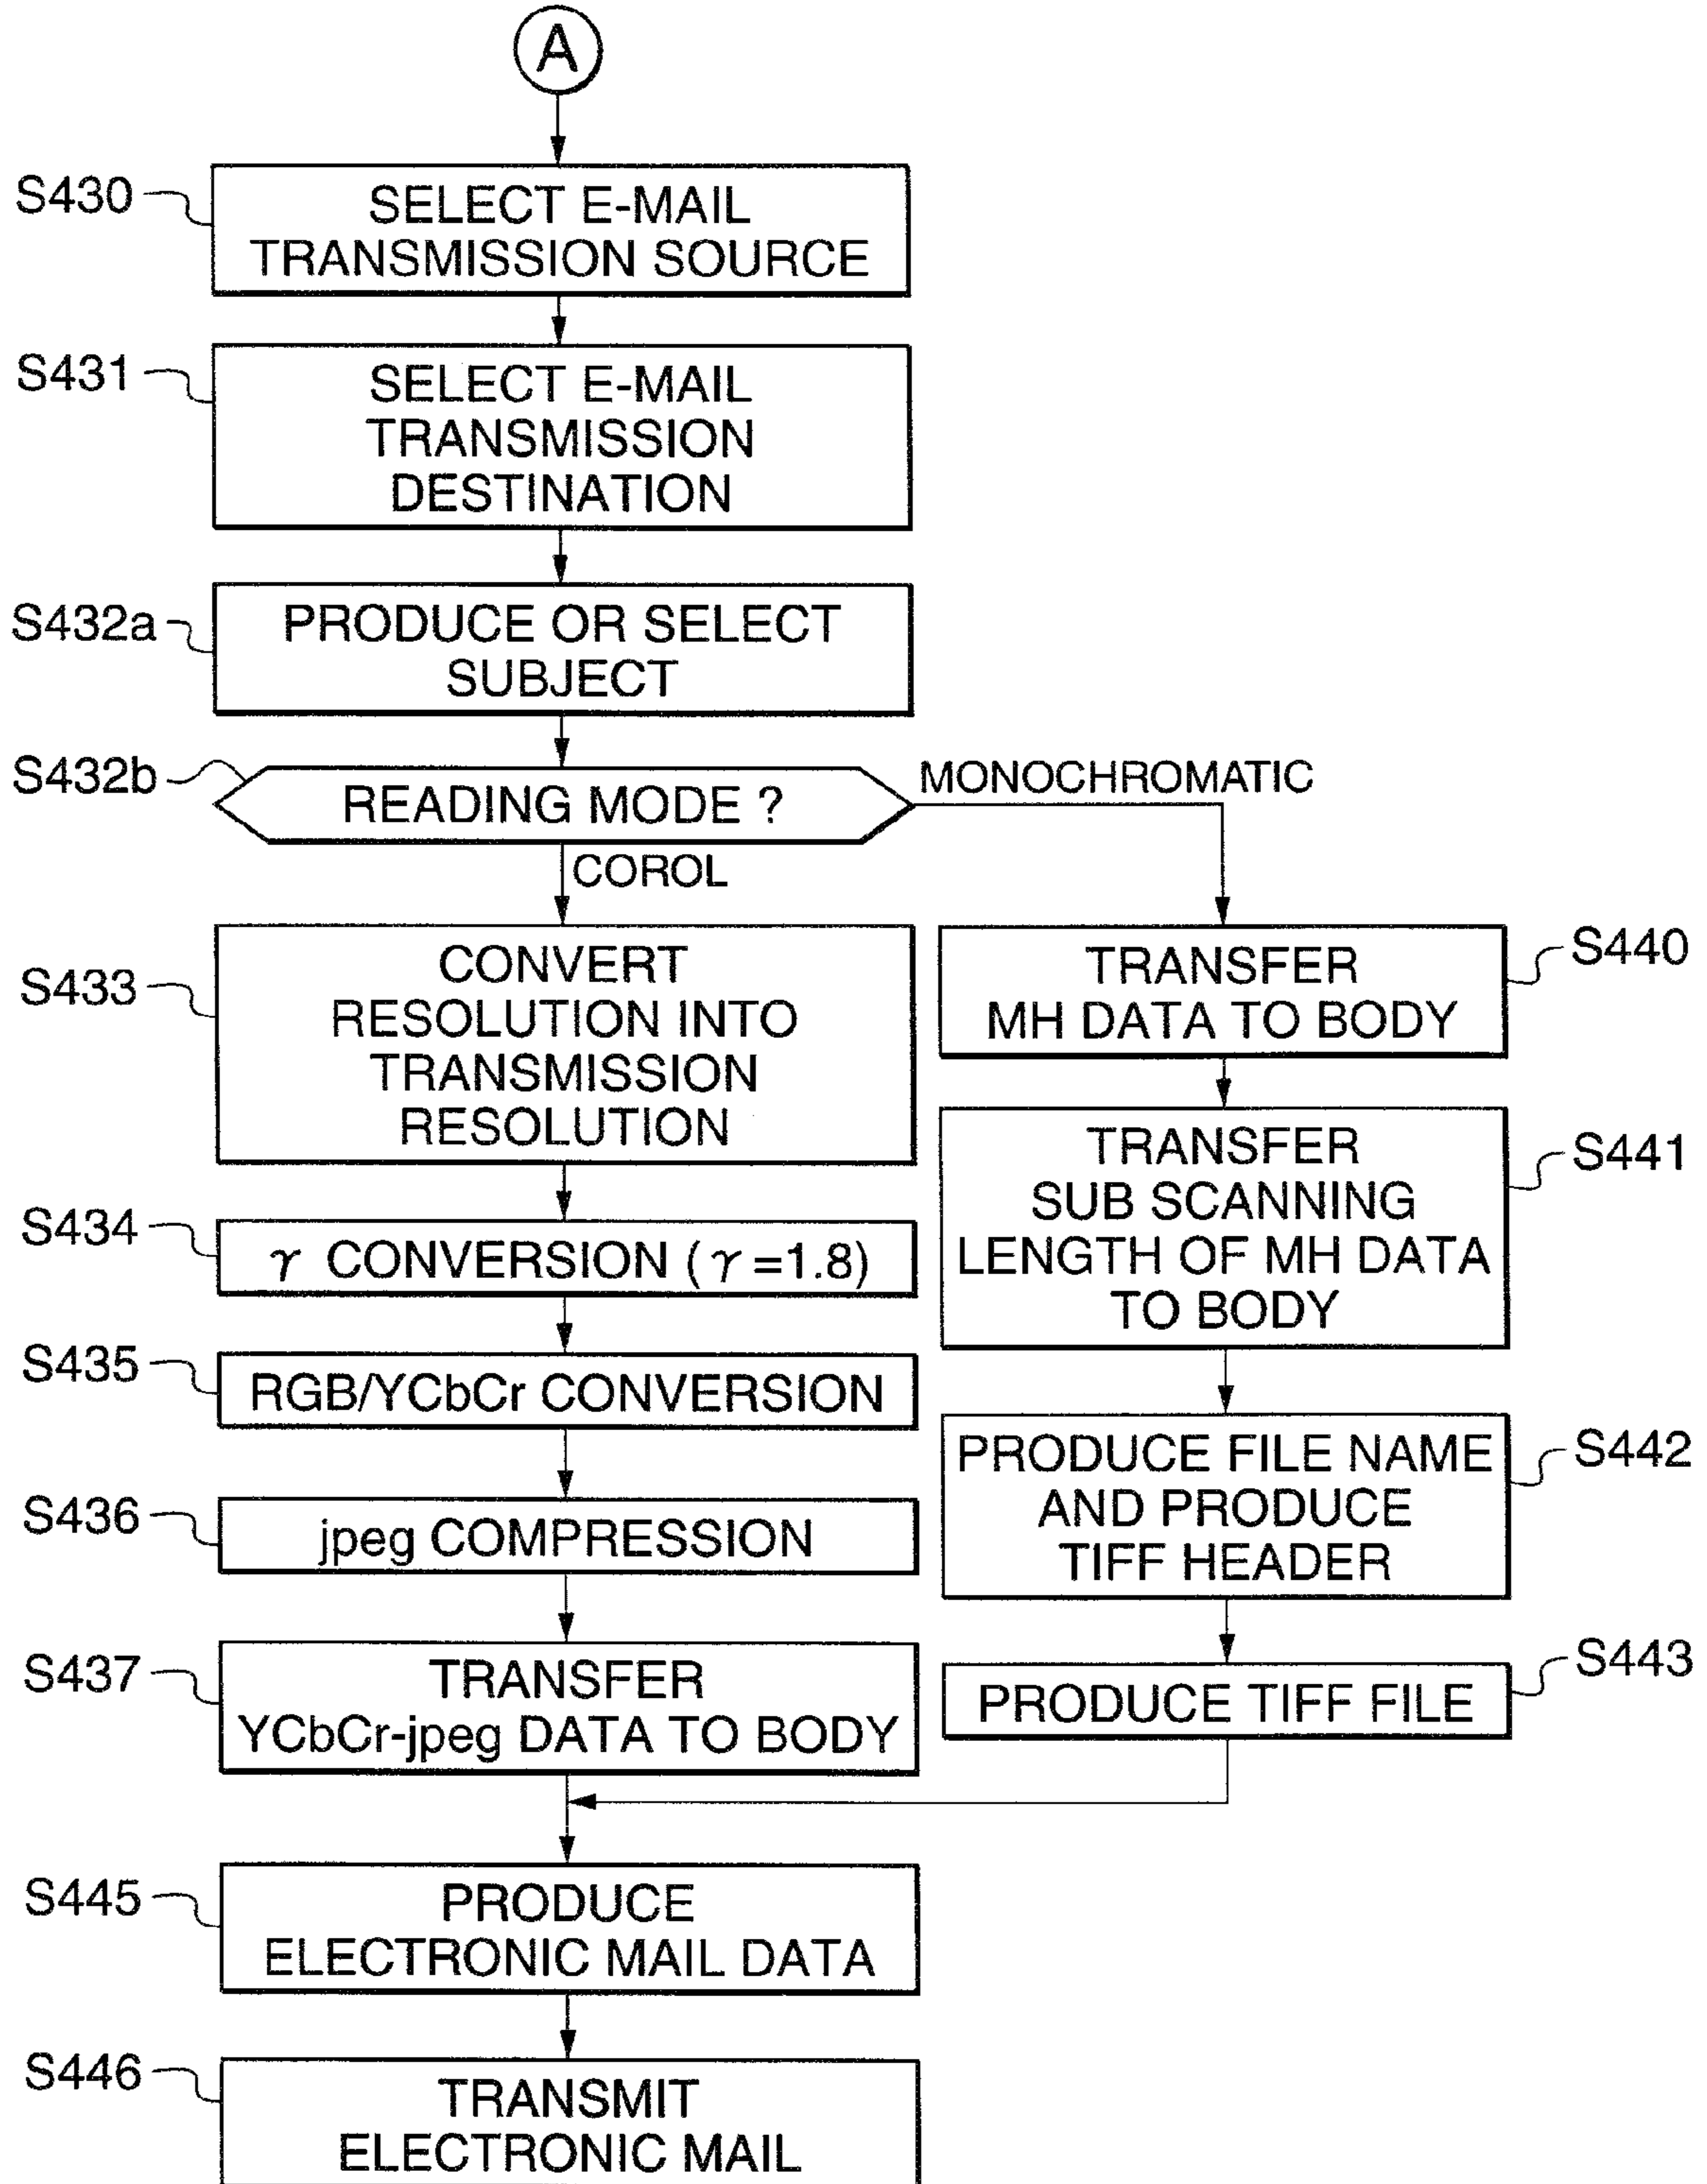 A
S430
SELECT E-MAIL
TRANSMISSION SOURCE
S431
SELECT E-MAIL
TRANSMISSION
DESTINATION
S432a
PRODUCE OR SELECT
SUBJECT
S432b
READING MODE ?
MONOCHROMATIC
COROL
S433
CONVERT
RESOLUTION INTO
TRANSMISSION
RESOLUTION
S434
γ CONVERSION ( γ =1.8)
S435
RGB/YCbCr CONVERSION
S436
jpeg COMPRESSION
S437
TRANSFER
YCbCr-jpeg DATA TO BODY
S440
TRANSFER
MH DATA TO BODY
S441
TRANSFER
SUB SCANNING
LENGTH OF MH DATA
TO BODY
S442
PRODUCE FILE NAME
AND PRODUCE
TIFF HEADER
S443
PRODUCE TIFF FILE
S445
PRODUCE
ELECTRONIC MAIL DATA
S446
TRANSMIT
ELECTRONIC MAIL